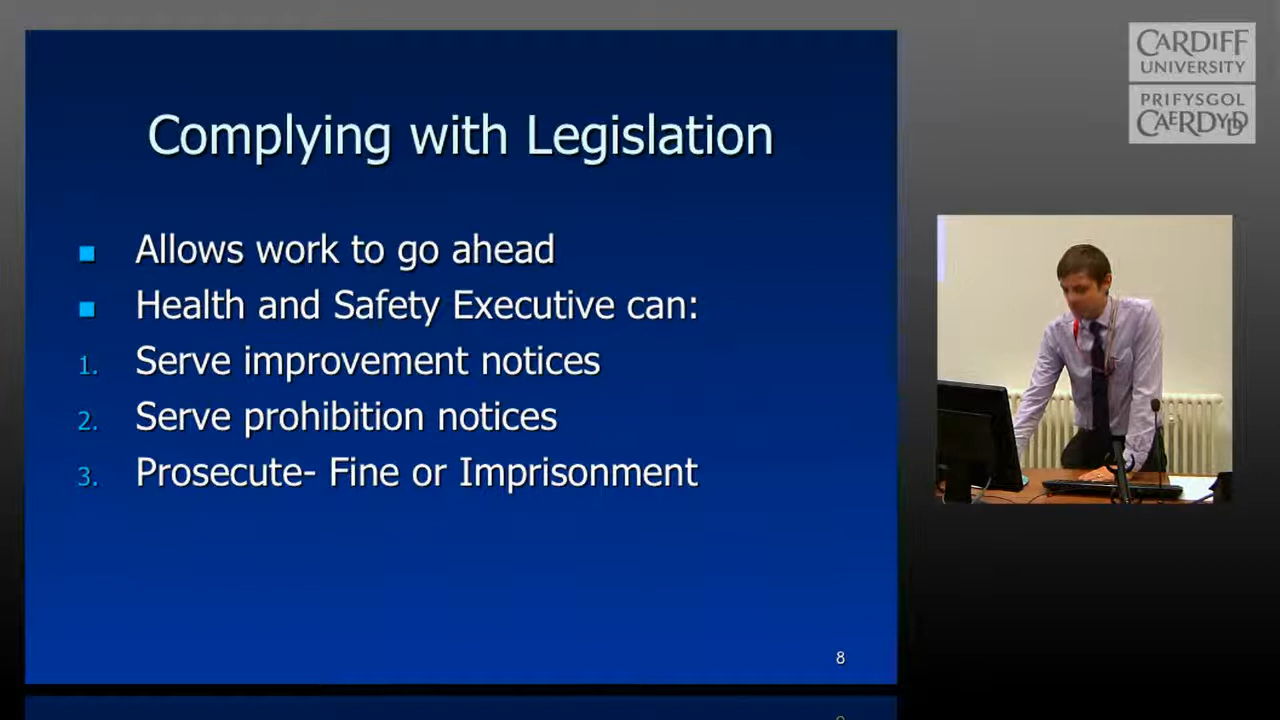 CARDIFF
UNIVERSITY
PRIFYSGOL
CAERDYDD
Complying with Legislation
Allows work to go ahead
Health and Safety Executive can:
1. Serve improvement notices
2. Serve prohibition notices
3. Prosecute- Fine or Imprisonment
8